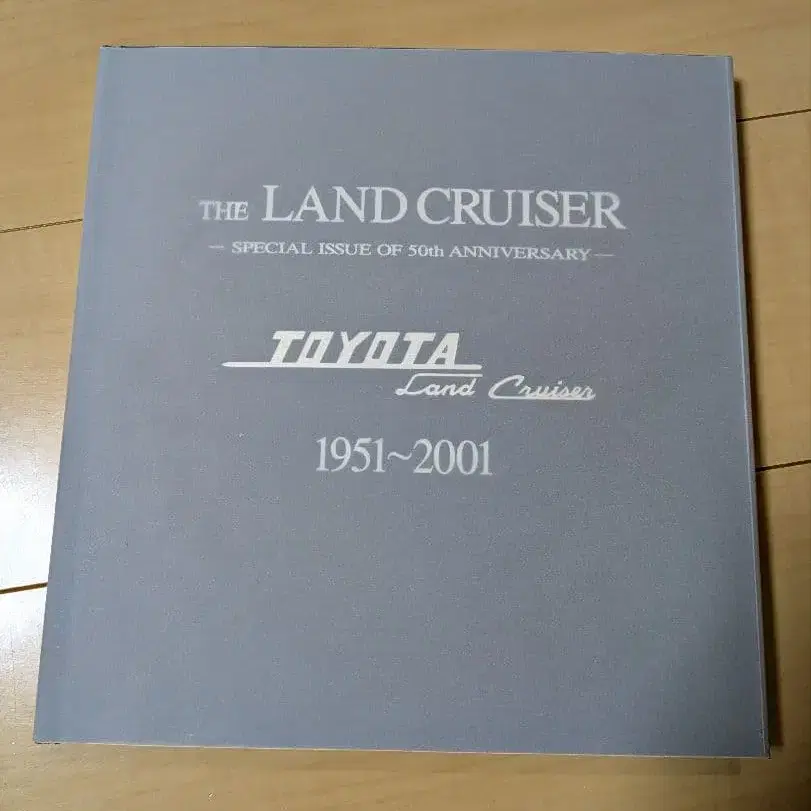 THE LAND CRUISER
— SPECIAL ISSUE OF 50th ANNIVERSARY —
TOYOTA
Land Cruiser
1951~2001